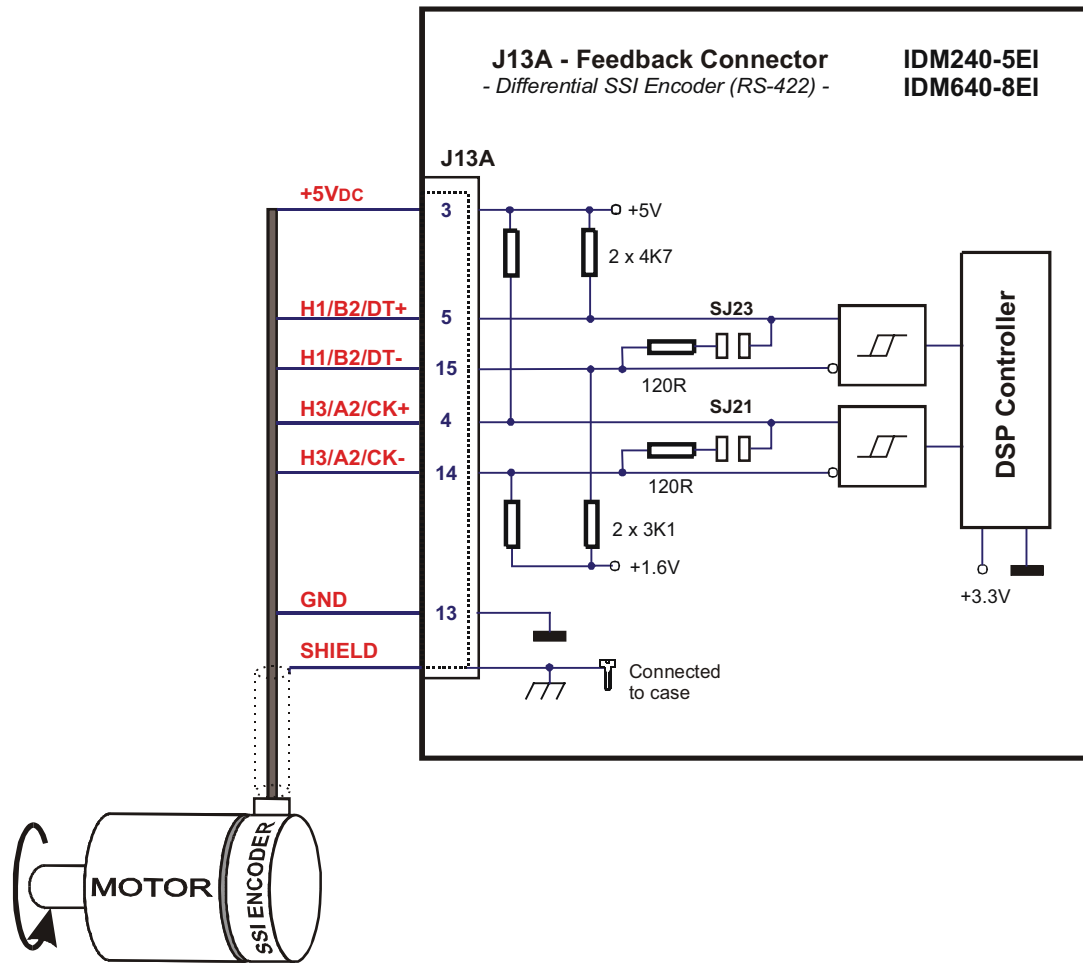 J13A - Feedback Connector IDM240-5EI
- Differential SSI Encoder (RS-422) - IDM640-8EI
J13A
+5VDC
3
+5V
2 x 4K7
H1/B2/DT+
5
SJ23
H1/B2/DT-
15
120R
H3/A2/CK+
4
SJ21
H3/A2/CK-
14
120R
DSP Controller
2 x 3K1
+1.6V
+3.3V
GND
13
SHIELD
Connected
to case
MOTOR
SSI ENCODER